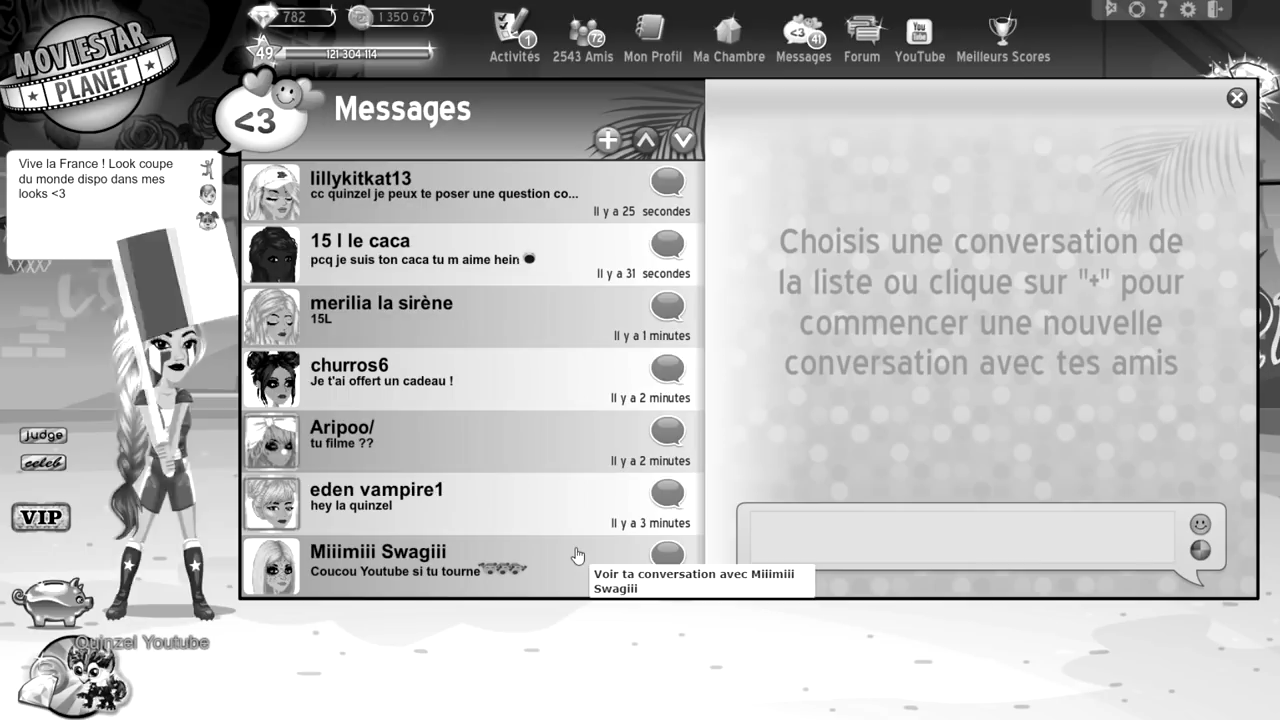 MOVIESTAR
PLANET
782
1 350 67
49
121 304 114
1
Activités
72
2543 Amis
Mon Profil
Ma Chambre
<3
41
Messages
Forum
You
Tube
YouTube
Meilleurs Scores
?
<3
Messages
Vive la France ! Look coupe
du monde dispo dans mes
looks <3
lillykitkat13
cc quinzel je peux te poser une question co...
Il y a 25 secondes
15 l le caca
pcq je suis ton caca tu m aime hein
Il y a 31 secondes
merilia la sirène
15L
Il y a 1 minutes
churros6
Je t'ai offert un cadeau !
Il y a 2 minutes
Aripoo/
tu filme ??
Il y a 2 minutes
eden vampire1
hey la quinzel
Il y a 3 minutes
Miiimiii Swagiii
Coucou Youtube si tu tourne
Voir ta conversation avec Miiimiii
Swagiii
Choisis une conversation de
la liste ou clique sur "+" pour
commencer une nouvelle
conversation avec tes amis
judge
celeb
VIP
Quinzel Youtube